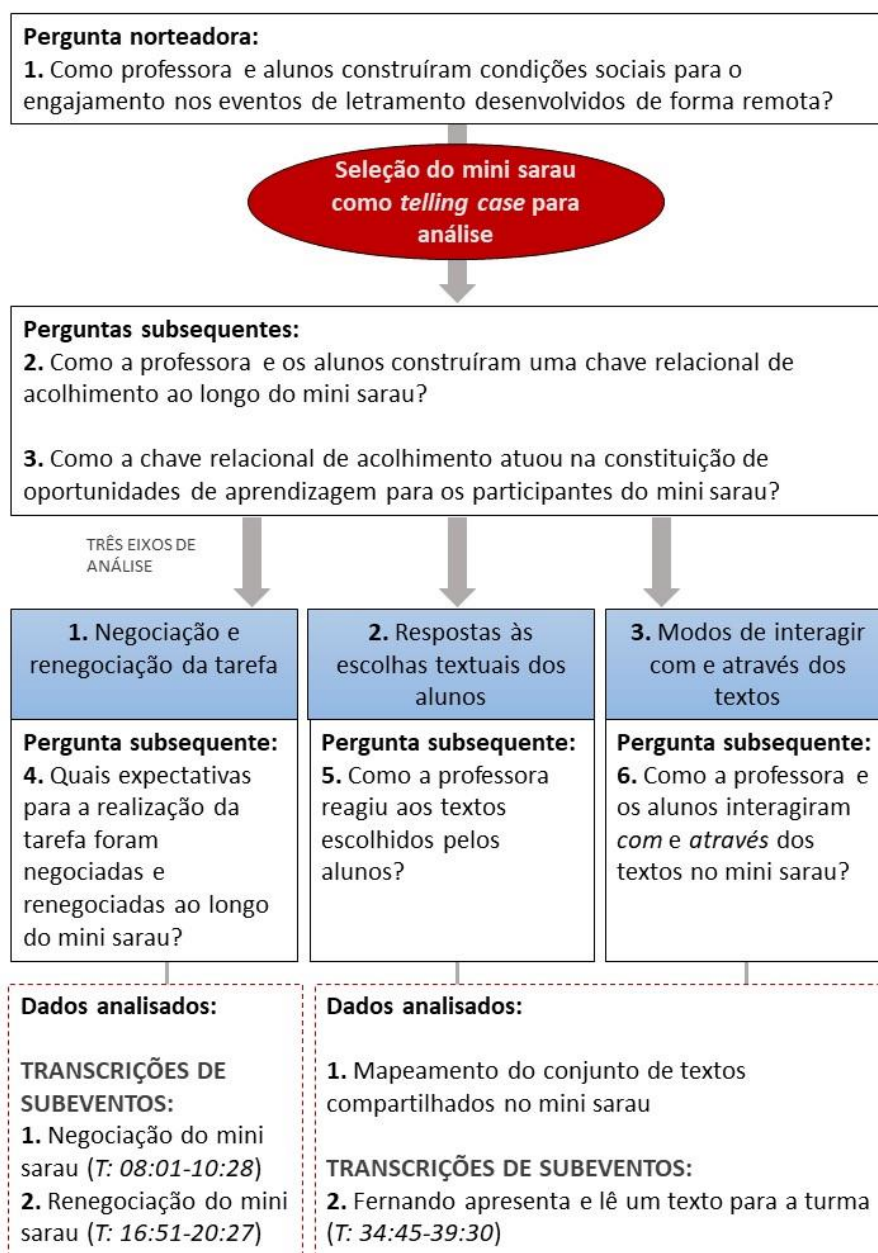 Pergunta norteadora:
1. Como professora e alunos construíram condições sociais para o
engajamento nos eventos de letramento desenvolvidos de forma remota?
Seleção do mini sarau
como telling case para
análise
Perguntas subsequentes:
2. Como a professora e os alunos construíram uma chave relacional de
acolhimento ao longo do mini sarau?
3. Como a chave relacional de acolhimento atuou na constituição de
oportunidades de aprendizagem para os participantes do mini sarau?
TRÊS EIXOS DE
ANÁLISE
1. Negociação e
renegociação da tarefa
2. Respostas às
escolhas textuais dos
alunos
3. Modos de interagir
com e através dos
textos
Pergunta subsequente:
4. Quais expectativas
para a realização da
tarefa foram
negociadas e
renegociadas ao longo
do mini sarau?
Pergunta subsequente:
5. Como a professora
reagiu aos textos
escolhidos pelos
alunos?
Pergunta subsequente:
6. Como a professora e
os alunos interagiram
com e através dos
textos no mini sarau?
Dados analisados:
TRANSCRIÇÕES DE
SUBEVENTOS:
1. Negociação do mini
sarau (T: 08:01-10:28)
2. Renegociação do mini
sarau (T: 16:51-20:27)
Dados analisados:
1. Mapeamento do conjunto de textos
compartilhados no mini sarau
TRANSCRIÇÕES DE SUBEVENTOS:
2. Fernando apresenta e lê um texto para a turma
(T: 34:45-39:30)